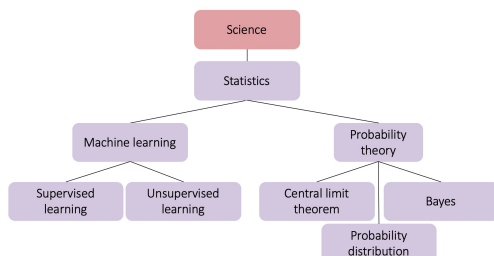 Science
Statistics
Machine learning
Probability
theory
Supervised
learning
Unsupervised
learning
Central limit
theorem
Bayes
Probability
distribution